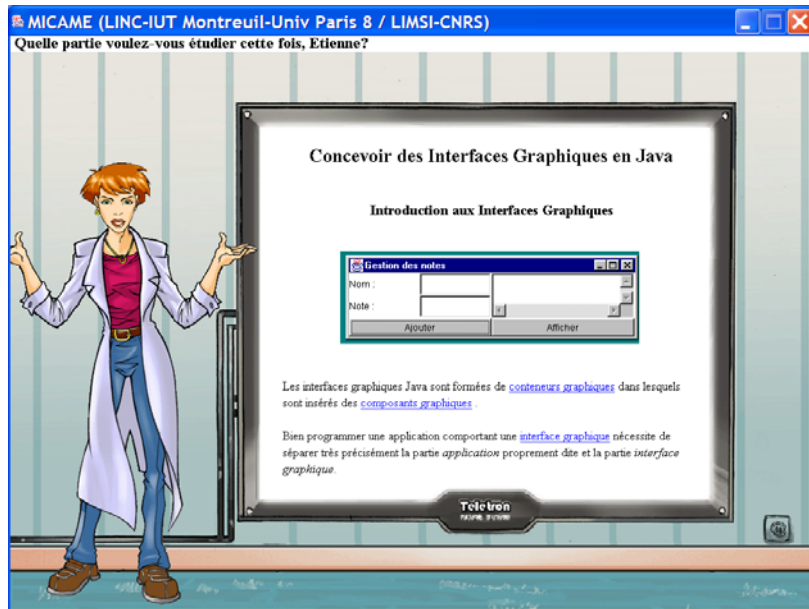 MICAME (LINC-IUT Montreuil-Univ Paris 8 / LIMSI-CNRS)
Quelle partie voulez-vous étudier cette fois, Etienne?
Concevoir des Interfaces Graphiques en Java
Introduction aux Interfaces Graphiques
Gestion des notes
Nom :
Note :
Ajouter Afficher
Les interfaces graphiques Java sont formées de conteneurs graphiques dans lesquels
sont insérés des composants graphiques .
Bien programmer une application comportant une interface graphique nécessite de
séparer très précisément la partie application proprement dite et la partie interface
graphique.
Teletron